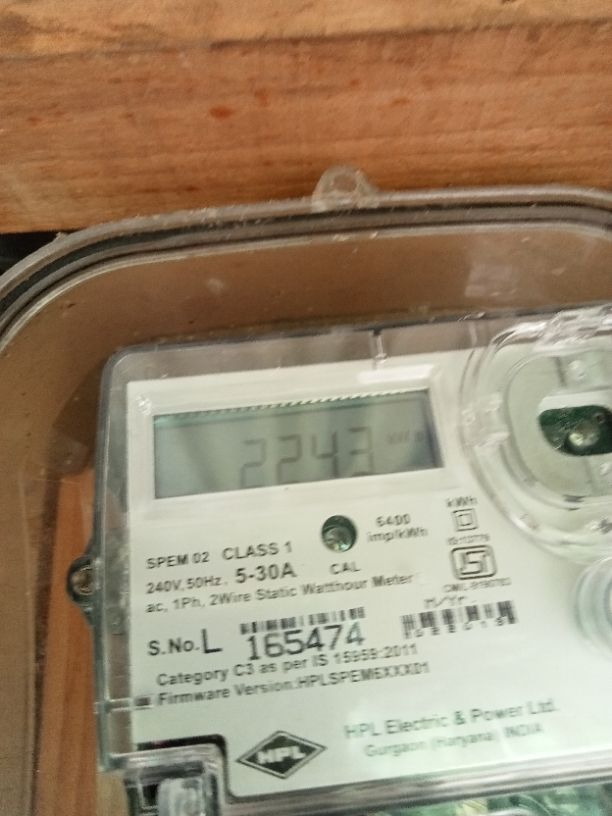 2243
kWh
6400
imp/kWh
SPEM 02 CLASS 1
CAL
240V, 50Hz, 5-30A
ac, 1Ph, 2Wire Static Watthour Meter
M/Yr
S.No. L 165474
Category C3 as per IS 15959:2011
Firmware Version:HPLSPEM6XXX01
HPL
HPL Electric & Power Ltd.
Gurgaon (Haryana) INDIA